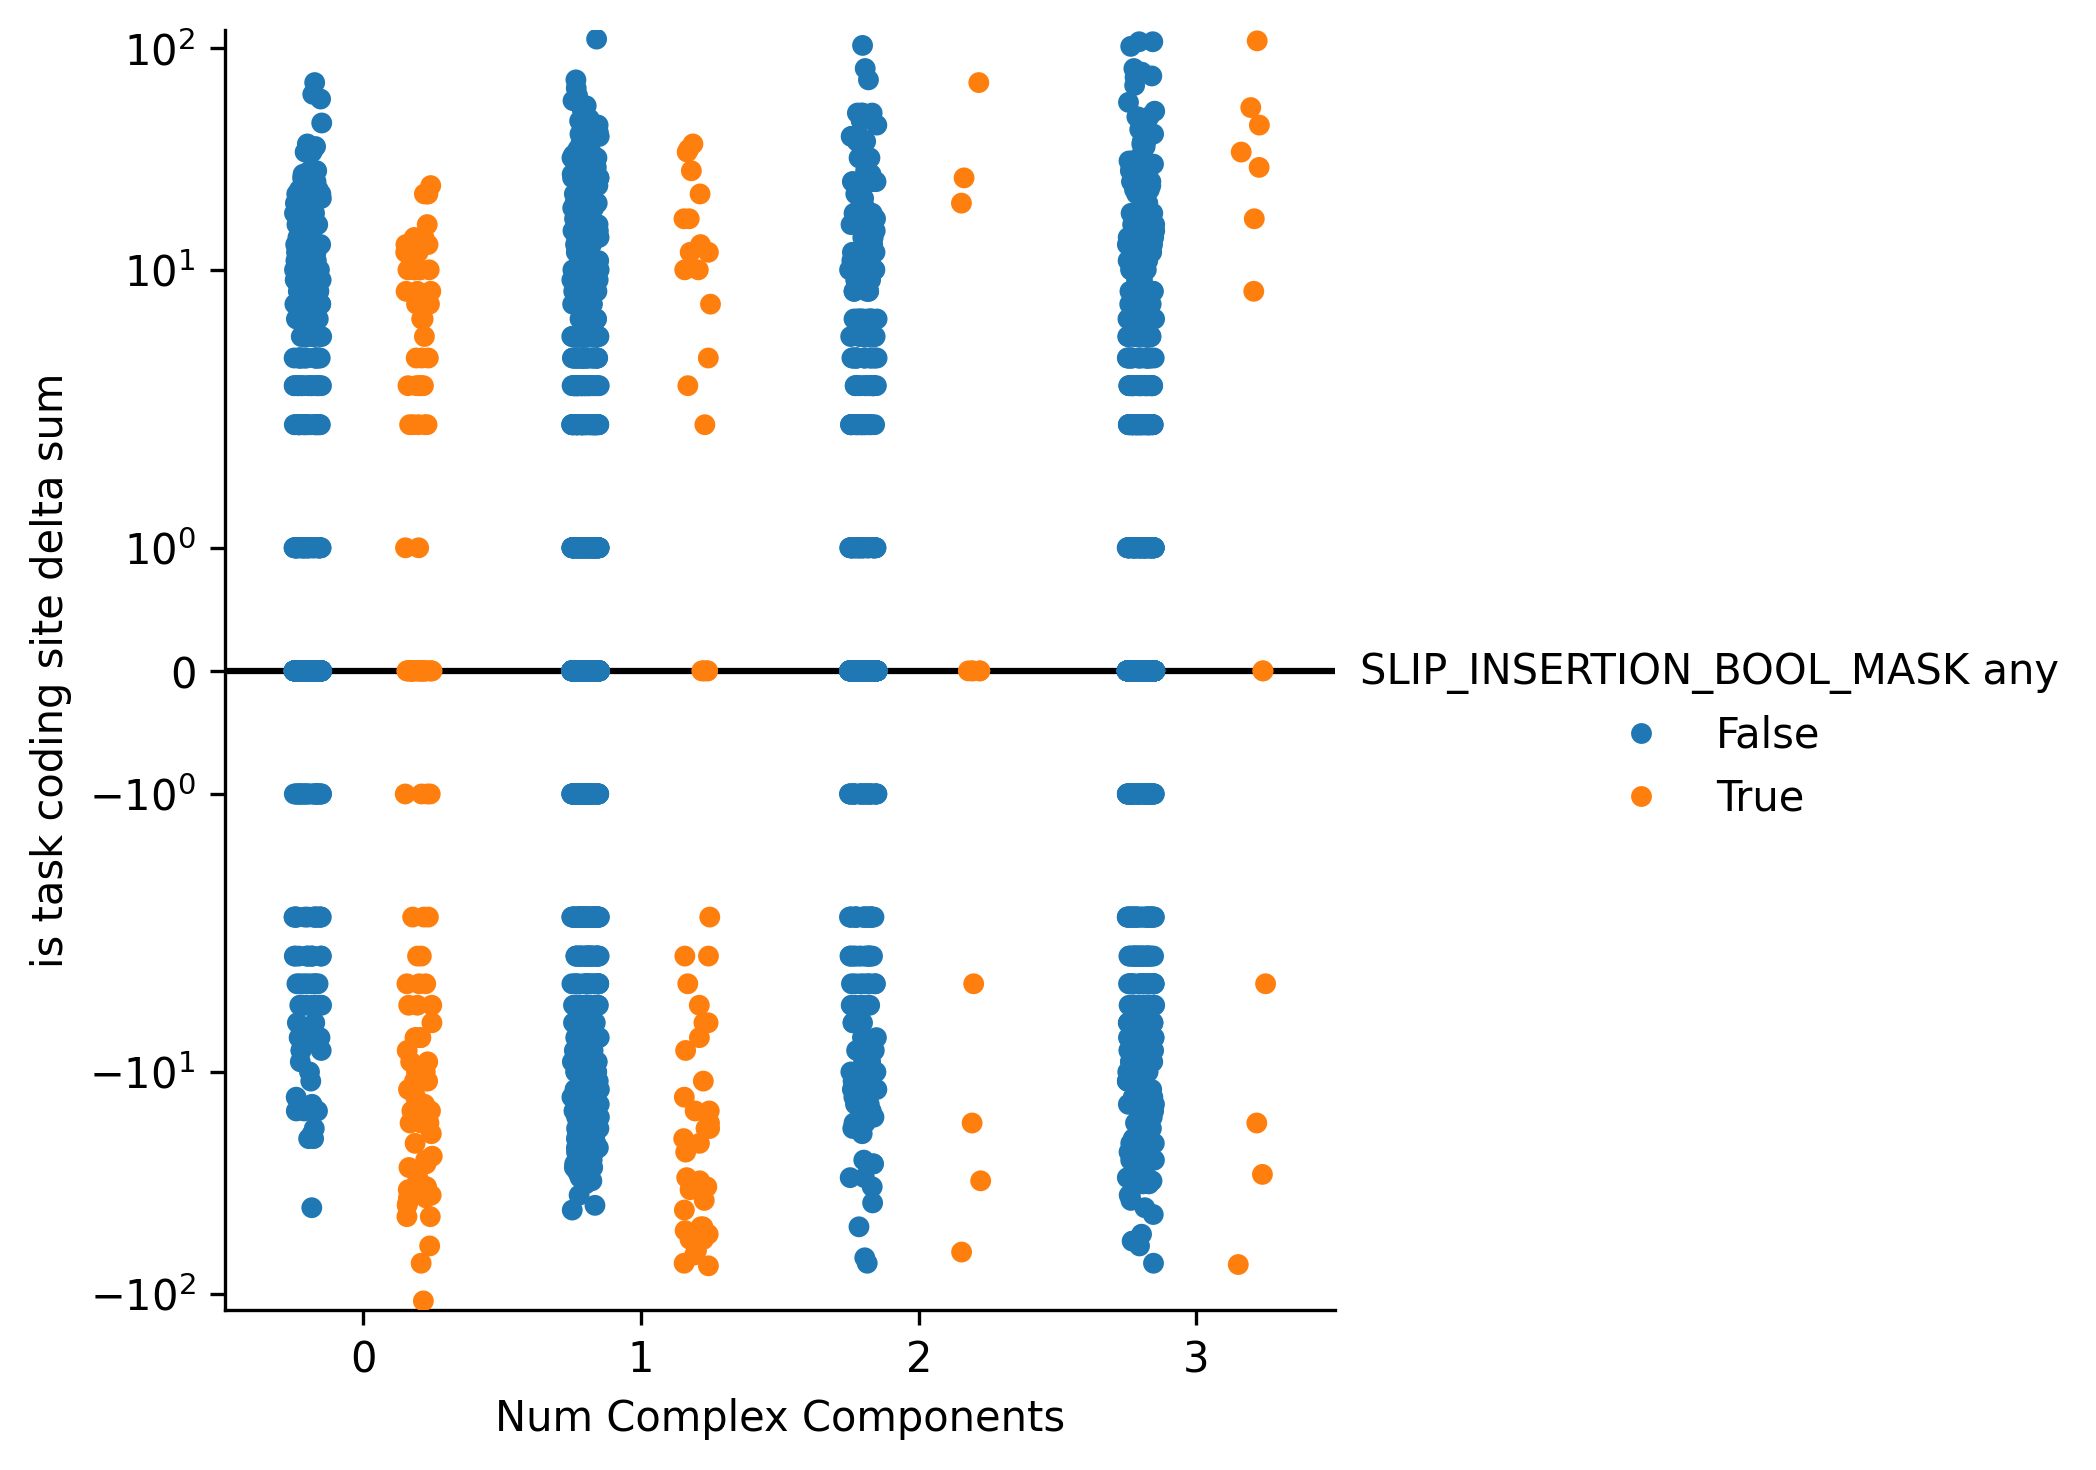 10²
10¹
10⁰
0
−10⁰
−10¹
−10²
is task coding site delta sum
0 1 2 3
Num Complex Components
SLIP_INSERTION_BOOL_MASK any
False
True